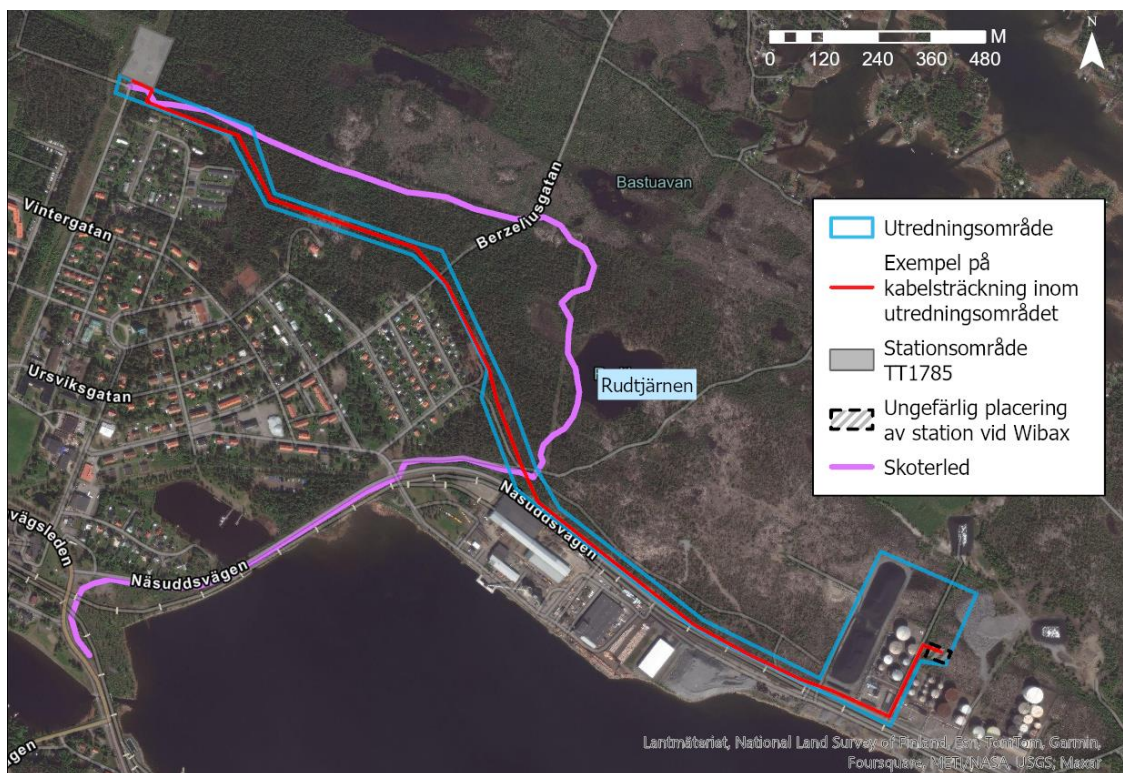 N
M
0 120 240 360 480
Bastuavan
Berzeliusgatan
Vintergatan
Ursviksgatan
Rudtjärnen
Näsuddsvägen
Näsuddsvägen
Utredningsområde
Exempel på
kabelsträckning inom
utredningsområdet
Stationsområde
TT1785
Ungefärlig placering
av station vid Wibax
Skoterled
Lantmäteriet, National Land Survey of Finland, Esri, TomTom, Garmin,
Foursquare, METI/NASA, USGS; Maxar